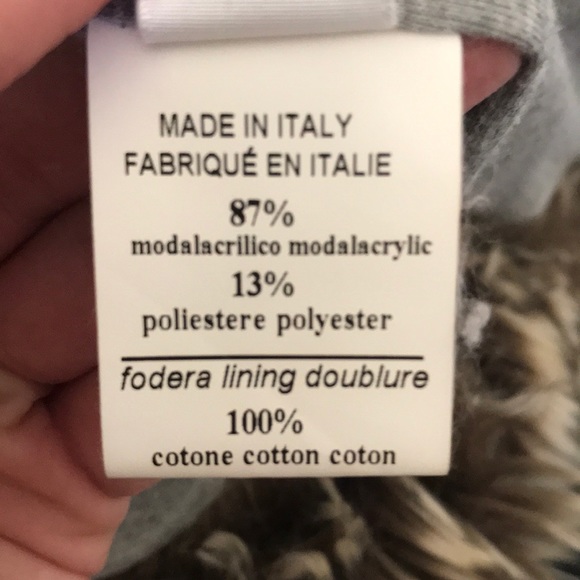 MADE IN ITALY
FABRIQUÉ EN ITALIE
87%
modalacrilico modalacrylic
13%
poliestere polyester
fodera lining doublure
100%
cotone cotton coton